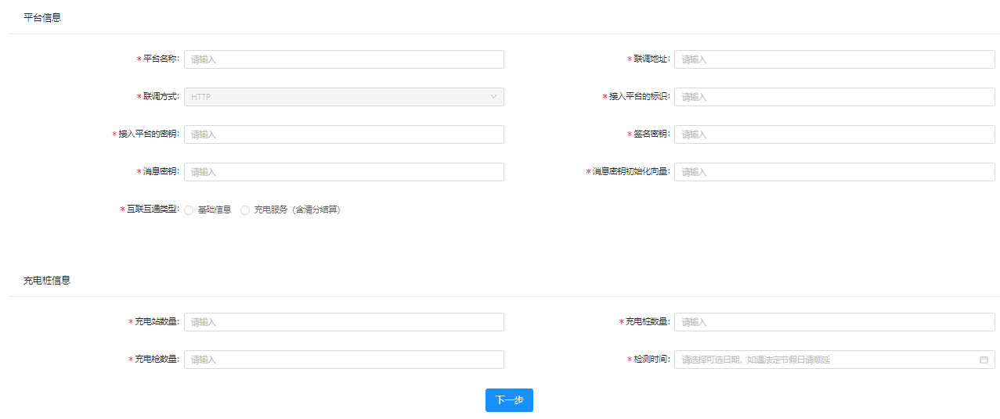 平台信息
* 平台名称: 请输入
* 联调地址: 请输入
* 联调方式: HTTP
* 接入平台的标识: 请输入
* 接入平台的密钥: 请输入
* 签名密钥: 请输入
* 消息密钥: 请输入
* 消息密钥初始化向量: 请输入
* 互联互通类型: 基础信息 充电服务（含清分结算）
充电桩信息
* 充电站数量: 请输入
* 充电桩数量: 请输入
* 充电枪数量: 请输入
* 检测时间: 请选择可选日期，如遇法定节假日请顺延
下一步